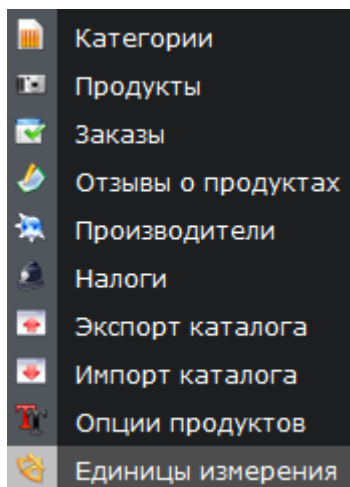 Категории
Продукты
Заказы
Отзывы о продуктах
Производители
Налоги
Экспорт каталога
Импорт каталога
Опции продуктов
Единицы измерения